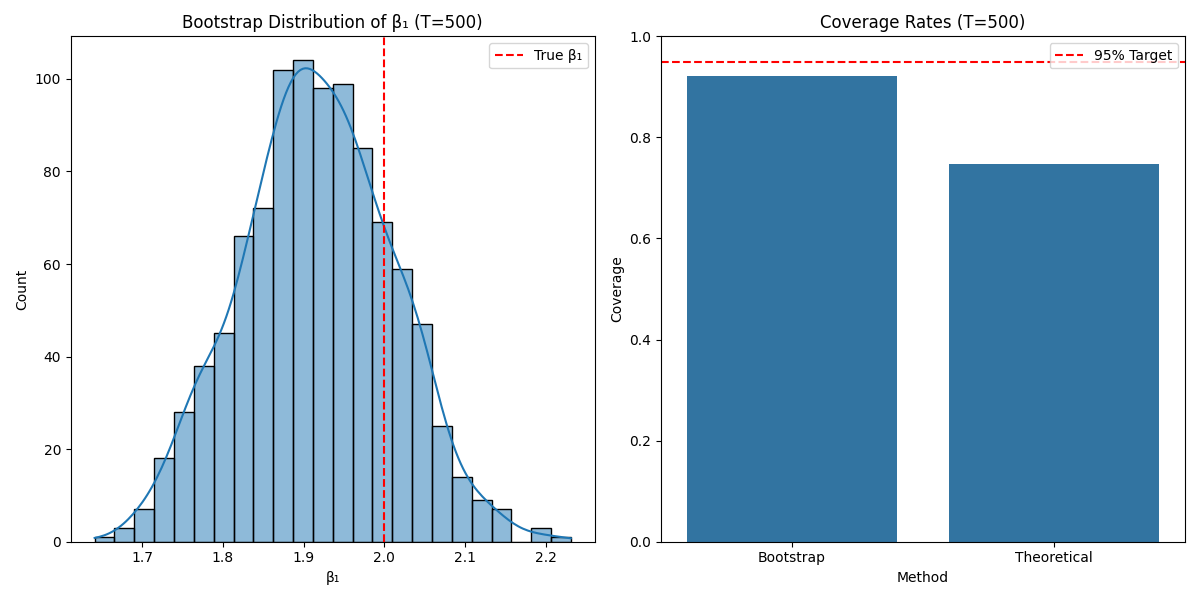 Bootstrap Distribution of β₁ (T=500)
True β₁
Count
100
80
60
40
20
0
1.7
1.8
1.9
2.0
2.1
2.2
β₁
Coverage Rates (T=500)
95% Target
Coverage
1.0
0.8
0.6
0.4
0.2
0.0
Bootstrap
Theoretical
Method